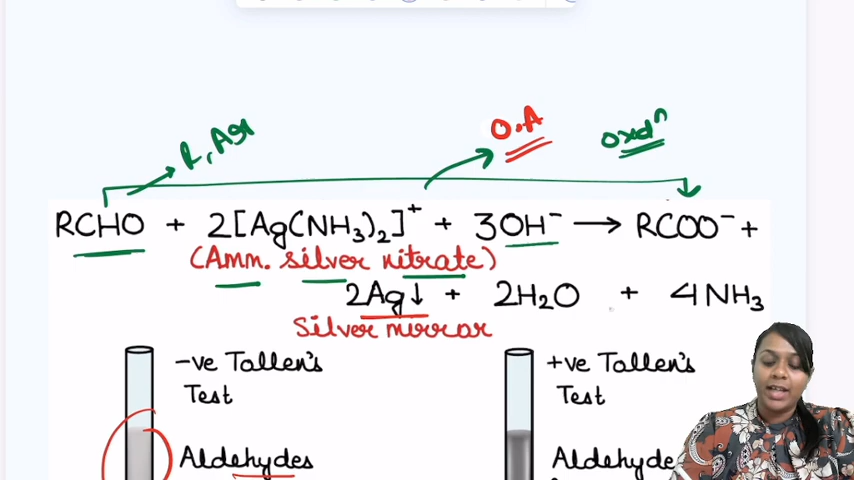 O.A
oxdⁿ
R, Agt
RCHO + 2[Ag(NH₃)₂]⁺ + 3OH⁻ → RCOO⁻ +
(Amm. silver nitrate)
2Ag↓ + 2H₂O + 4NH₃
Silver mirror
-ve Tollen's
Test
+ve Tollen's
Test
Aldehydes
Aldehyde